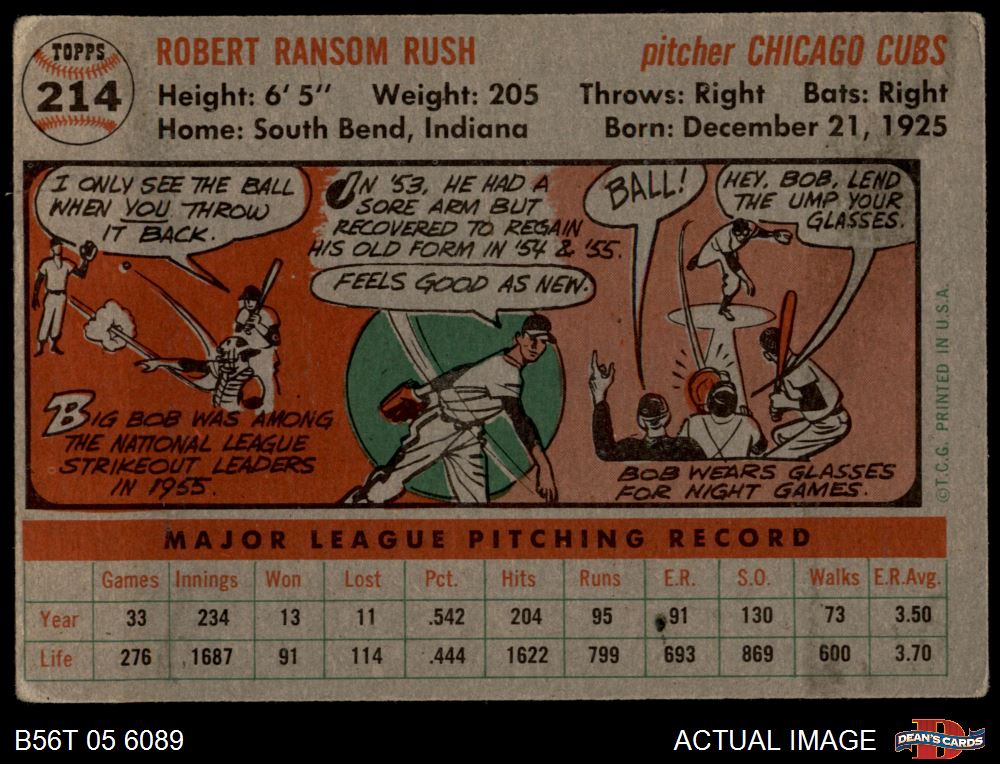 TOPPS
214
ROBERT RANSOM RUSH
pitcher CHICAGO CUBS
Height: 6' 5" Weight: 205 Throws: Right Bats: Right
Home: South Bend, Indiana Born: December 21, 1925
I ONLY SEE THE BALL
WHEN YOU THROW
IT BACK.
BIG BOB WAS AMONG
THE NATIONAL LEAGUE
STRIKEOUT LEADERS
IN 1955.
IN '53, HE HAD A
SORE ARM BUT
RECOVERED TO REGAIN
HIS OLD FORM IN '54 & '55.
FEELS GOOD AS NEW.
BALL!
HEY, BOB, LEND
THE UMP YOUR
GLASSES.
BOB WEARS GLASSES
FOR NIGHT GAMES.
©T.C.G. PRINTED IN U.S.A.
MAJOR LEAGUE PITCHING RECORD
Games Innings Won Lost Pct. Hits Runs E.R. S.O. Walks E.R.Avg.
Year 33 234 13 11 .542 204 95 91 130 73 3.50
Life 276 1687 91 114 .444 1622 799 693 869 600 3.70
B56T 05 6089
ACTUAL IMAGE
DEAN'S CARDS